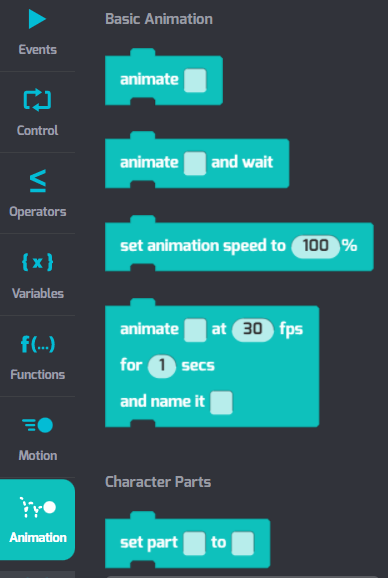 Events
Control
Operators
{x}
Variables
f(...)
Functions
Motion
Animation
Basic Animation
animate
animate and wait
set animation speed to 100 %
animate at 30 fps
for 1 secs
and name it
Character Parts
set part to